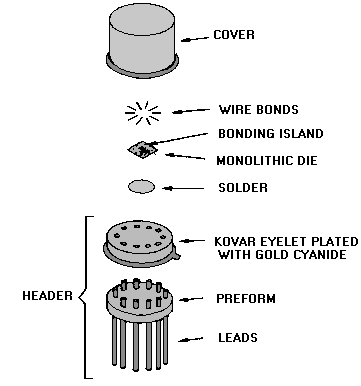 COVER
WIRE BONDS
BONDING ISLAND
MONOLITHIC DIE
SOLDER
KOVAR EYELET PLATED
WITH GOLD CYANIDE
HEADER
PREFORM
LEADS